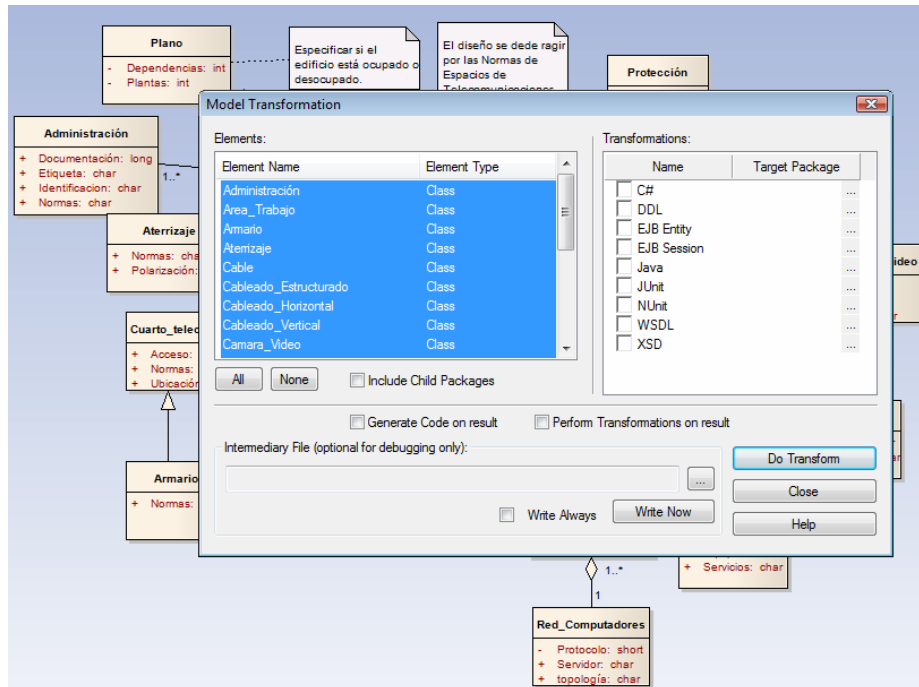 Plano
- Dependencias: int
- Plantas: int
Especificar si el
edificio está ocupado o
desocupado.
El diseño se dede ragir
por las Normas de
Espacios de
Telecomunicaciones
Protección
Administración
+ Documentación: long
+ Etiqueta: char
+ Identificacion: char
+ Normas: char
1..*
Aterrizaje
+ Normas: cha
+ Polarización:
Cuarto_telec
+ Acceso:
+ Normas:
+ Ubicación
Armario
+ Normas:
Model Transformation
Elements:
Element Name Element Type
Administración Class
Area_Trabajo Class
Armario Class
Aterrizaje Class
Cable Class
Cableado_Estructurado Class
Cableado_Horizontal Class
Cableado_Vertical Class
Camara_Video Class
All None Include Child Packages
Transformations:
Name Target Package
C# ...
DDL ...
EJB Entity ...
EJB Session ...
Java ...
JUnit ...
NUnit ...
WSDL ...
XSD ...
Generate Code on result Perform Transformations on result
Intermediary File (optional for debugging only):
...
Write Always Write Now
Do Transform
Close
Help
ideo
1..*
1
+ Servicios: char
Red_Computadores
- Protocolo: short
+ Servidor: char
+ topología: char